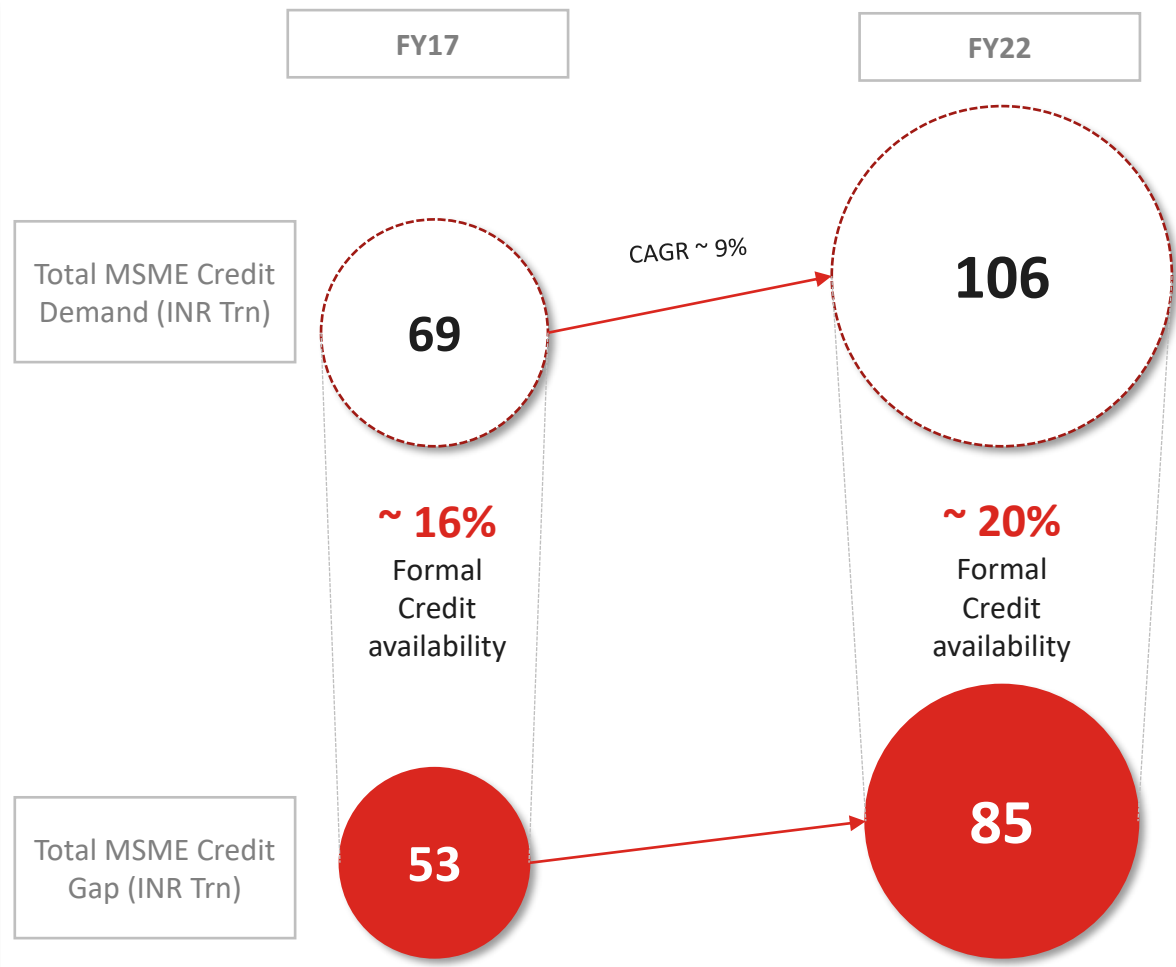 FY17
FY22
Total MSME Credit
Demand (INR Trn)
69
CAGR ~ 9%
106
~ 16%
Formal
Credit
availability
~ 20%
Formal
Credit
availability
Total MSME Credit
Gap (INR Trn)
53
85